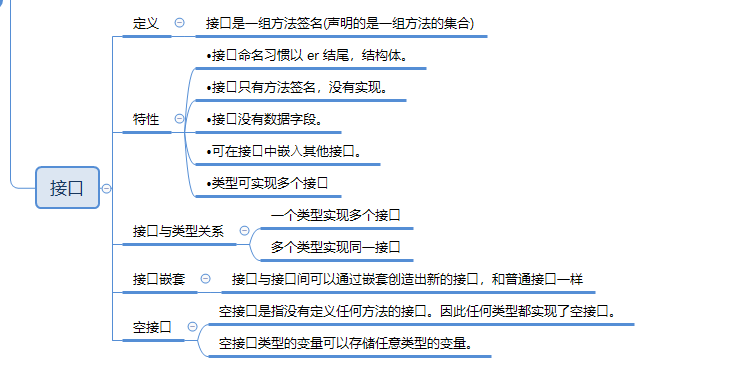 接口
定义
接口是一组方法签名(声明的是一组方法的集合)
特性
•接口命名习惯以 er 结尾，结构体。
•接口只有方法签名，没有实现。
•接口没有数据字段。
•可在接口中嵌入其他接口。
•类型可实现多个接口
接口与类型关系
一个类型实现多个接口
多个类型实现同一接口
接口嵌套
接口与接口间可以通过嵌套创造出新的接口，和普通接口一样
空接口
空接口是指没有定义任何方法的接口。因此任何类型都实现了空接口。
空接口类型的变量可以存储任意类型的变量。